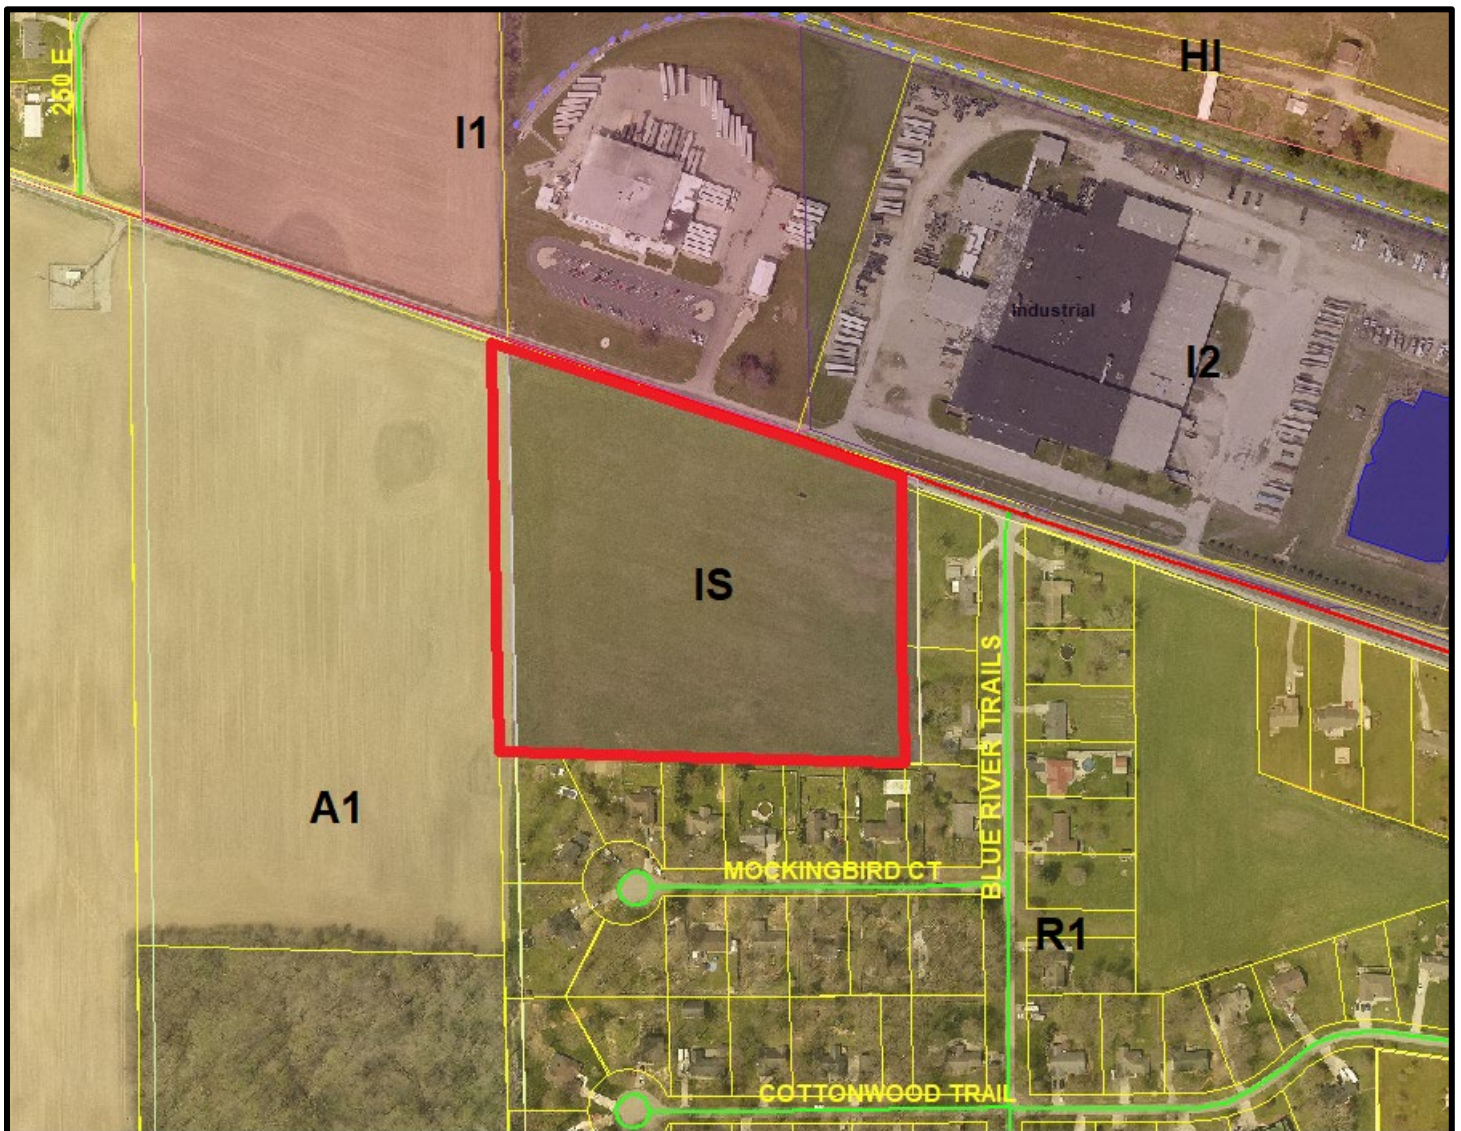 250 E
HI
I1
Industrial
I2
IS
BLUE RIVER TRAILS
A1
MOCKINGBIRD CT
R1
COTTONWOOD TRAIL